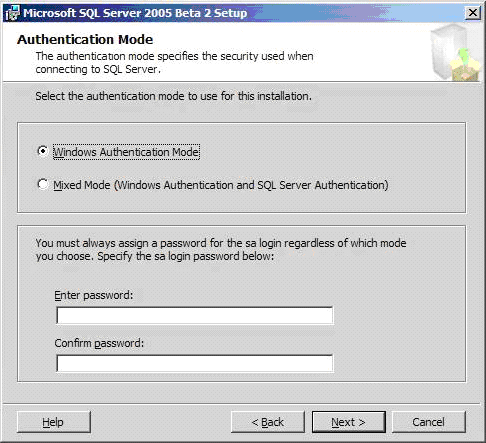 Microsoft SQL Server 2005 Beta 2 Setup
Authentication Mode
The authentication mode specifies the security used when
connecting to SQL Server.
Select the authentication mode to use for this installation.
Windows Authentication Mode
Mixed Mode (Windows Authentication and SQL Server Authentication)
You must always assign a password for the sa login regardless of which mode
you choose. Specify the sa login password below:
Enter password:
Confirm password:
Help
< Back
Next >
Cancel